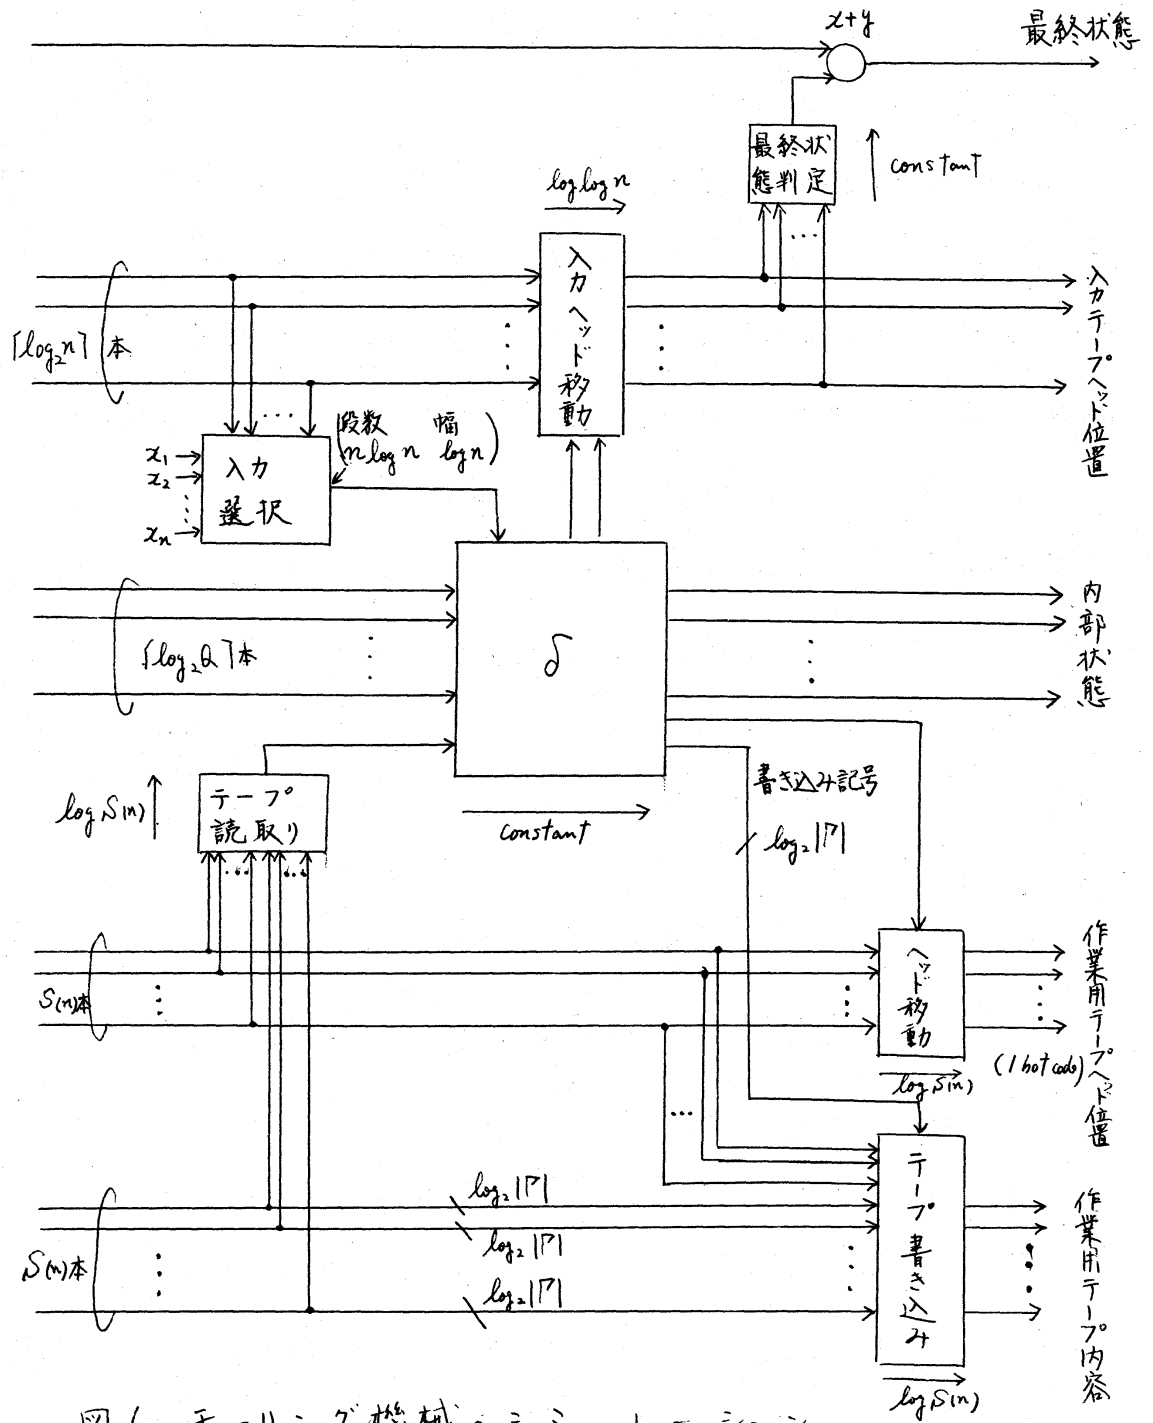 x+y
最終状態
最終状
態判定
constant
log log n
入力ヘッド移動
入力テープヘッド位置
⌈log₂n⌉本
(段数 幅
n log n log n)
x₁
x₂
xₙ
入力
選択
⌈log₂Q⌉本
δ
内部状態
log S(n)
テープ
読取り
constant
書き込み記号
log₂|Γ|
S(n)本
ヘッド移動
log S(n)
(1 hot code)
作業用テープヘッド位置
S(n)本
log₂|Γ|
log₂|Γ|
log₂|Γ|
テープ書き込み
log S(n)
作業用テープ内容